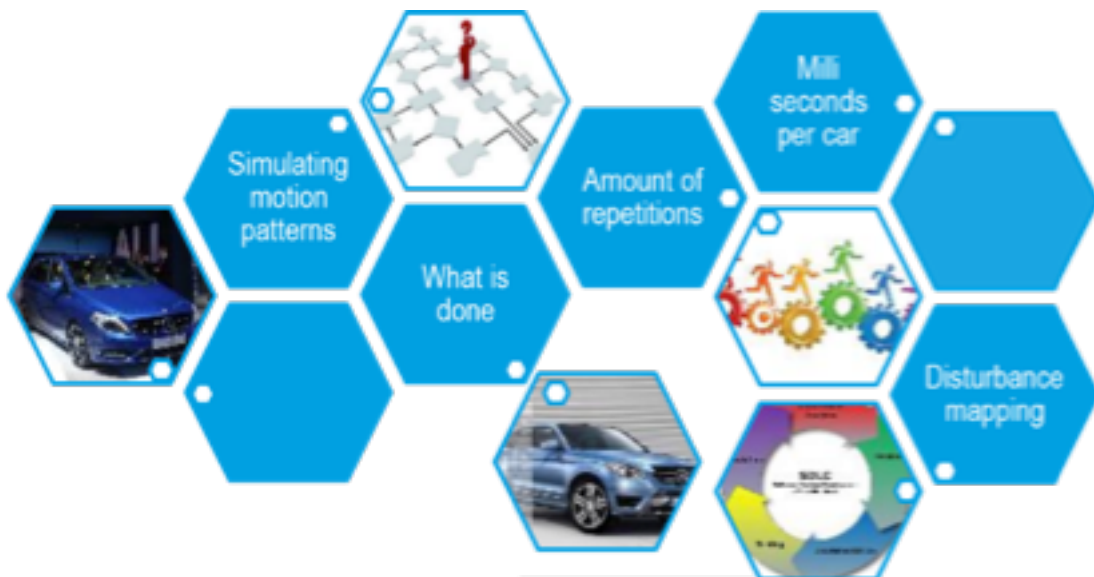 Simulating
motion
patterns
What is
done
Amount of
repetitions
Milli
seconds
per car
Disturbance
mapping
SDLC